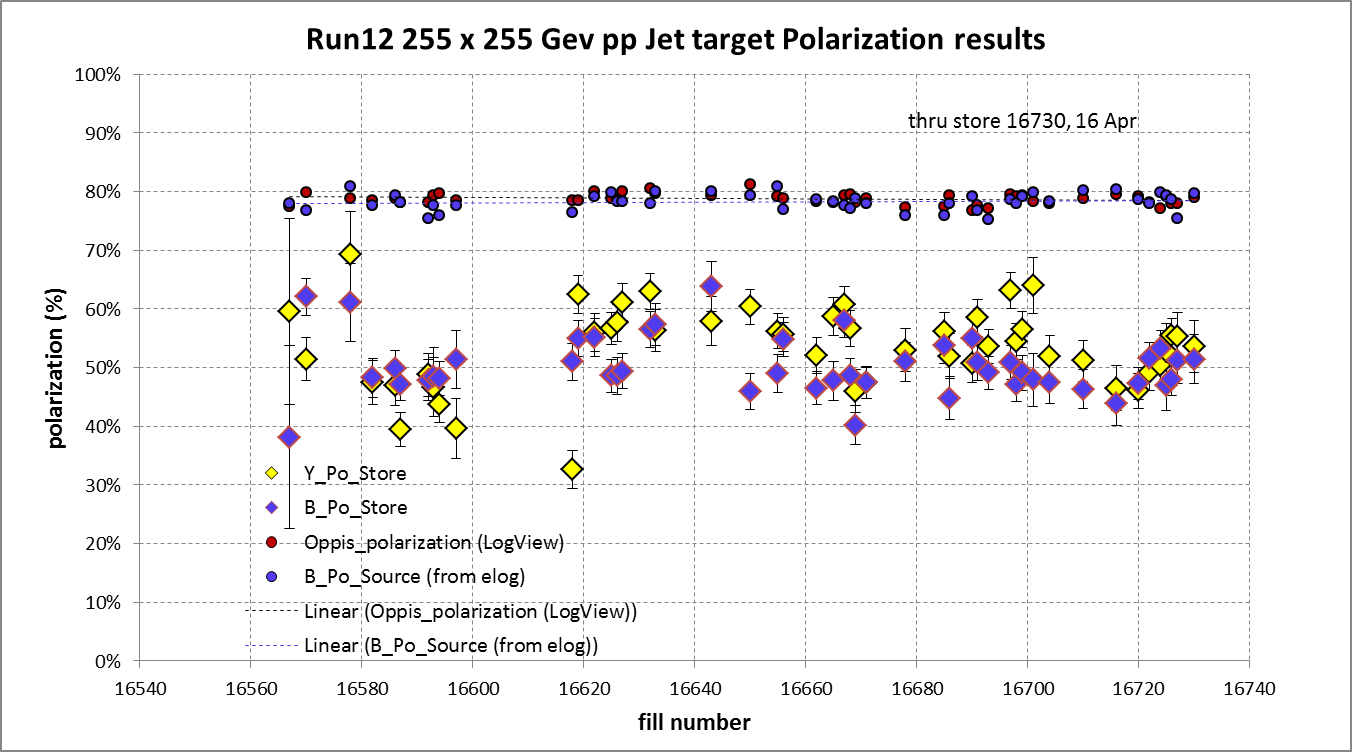 Run12 255 x 255 Gev pp Jet target Polarization results
100%
thru store 16730, 16 Apr
90%
80%
70%
60%
50%
40%
30%
20%
10%
0%
polarization (%)
Y_Po_Store
B_Po_Store
Oppis_polarization (LogView)
B_Po_Source (from elog)
Linear (Oppis_polarization (LogView))
Linear (B_Po_Source (from elog))
16540 16560 16580 16600 16620 16640 16660 16680 16700 16720 16740
fill number